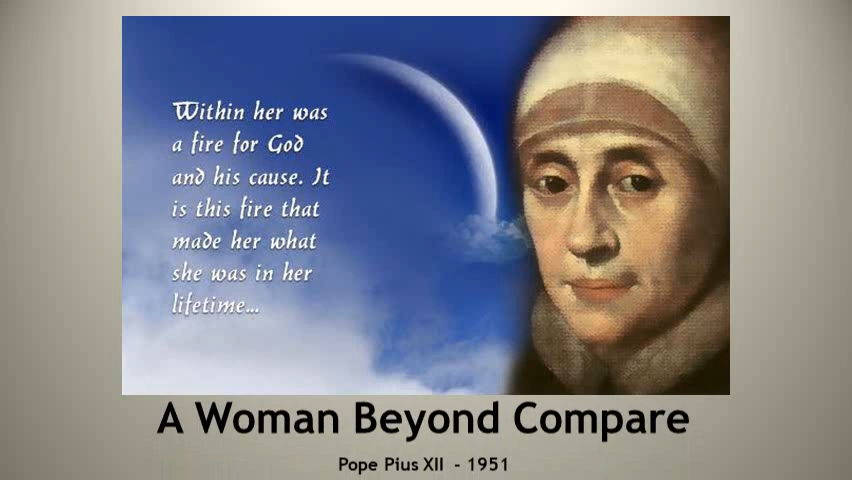 Within her was
a fire for God
and his cause. It
is this fire that
made her what
she was in her
lifetime...
A Woman Beyond Compare
Pope Pius XII - 1951